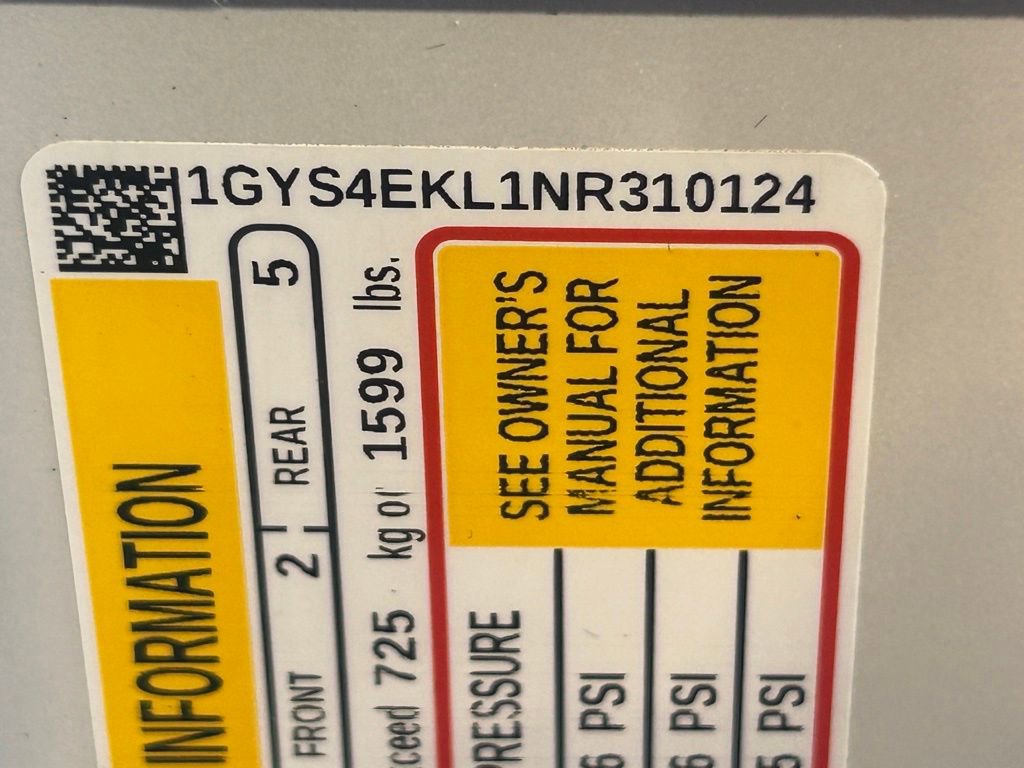 1GYS4EKL1NR310124
INFORMATION
FRONT 2 REAR 5
xceed 725 kg or 1599 lbs.
PRESSURE
SEE OWNER'S
MANUAL FOR
ADDITIONAL
INFORMATION
PSI
PSI
PSI